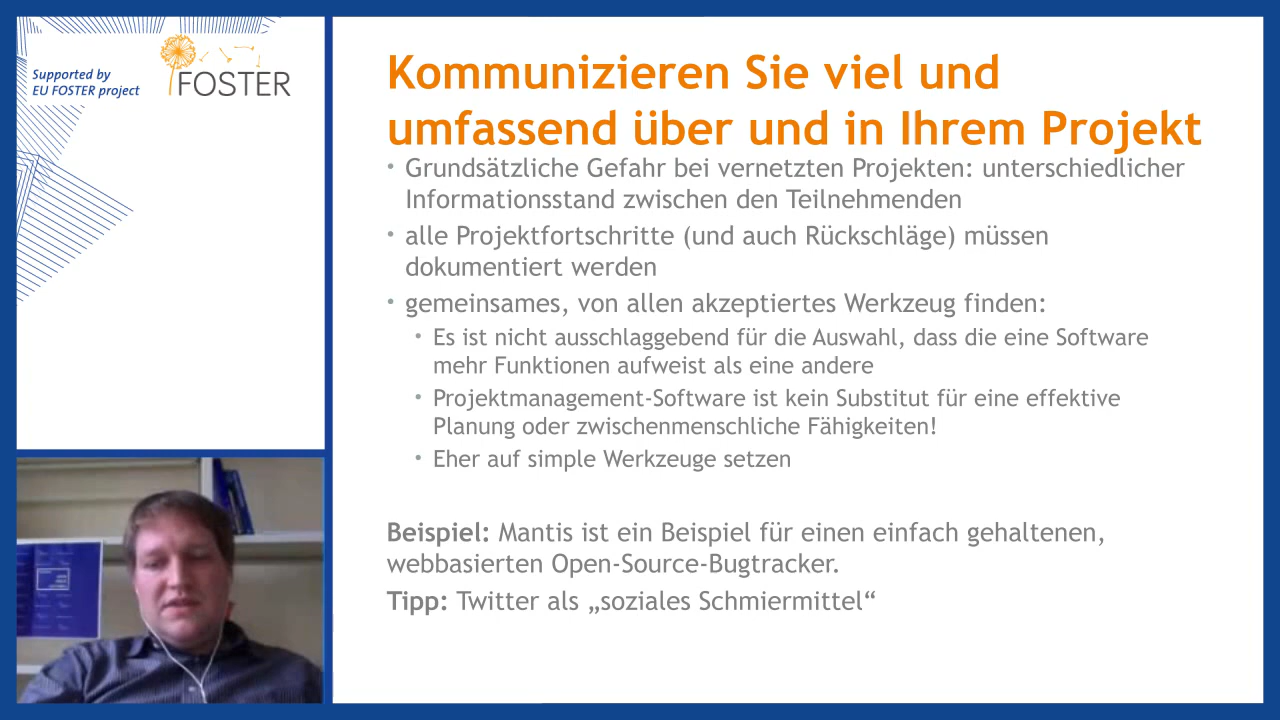 Supported by
EU FOSTER project
FOSTER
Kommunizieren Sie viel und
umfassend über und in Ihrem Projekt
• Grundsätzliche Gefahr bei vernetzten Projekten: unterschiedlicher
Informationsstand zwischen den Teilnehmenden
• alle Projektfortschritte (und auch Rückschläge) müssen
dokumentiert werden
• gemeinsames, von allen akzeptiertes Werkzeug finden:
• Es ist nicht ausschlaggebend für die Auswahl, dass die eine Software
mehr Funktionen aufweist als eine andere
• Projektmanagement-Software ist kein Substitut für eine effektive
Planung oder zwischenmenschliche Fähigkeiten!
• Eher auf simple Werkzeuge setzen
Beispiel: Mantis ist ein Beispiel für einen einfach gehaltenen,
webbasierten Open-Source-Bugtracker.
Tipp: Twitter als „soziales Schmiermittel“